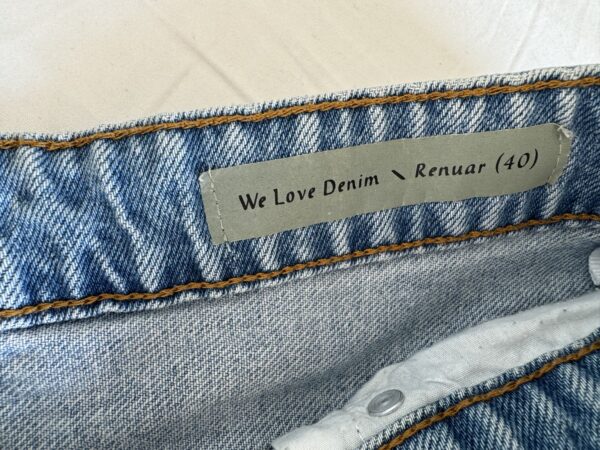 We Love Denim \ Renuar (40)